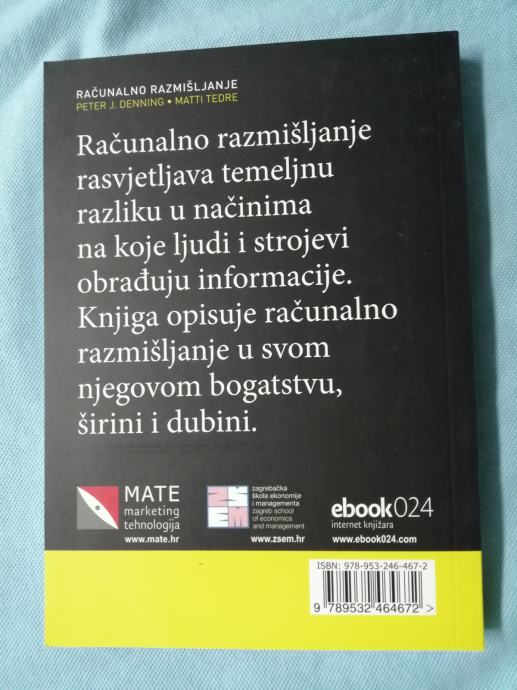 RAČUNALNO RAZMIŠLJANJE
PETER J. DENNING • MATTI TEDRE
Računalno razmišljanje
rasvjetljava temeljnu
razliku u načinima
na koje ljudi i strojevi
obrađuju informacije.
Knjiga opisuje računalno
razmišljanje u svom
njegovom bogatstvu,
širini i dubini.
MATE
marketing
tehnologija
www.mate.hr
ZSEM
zagrebačka
škola ekonomije
i managementa
zagreb school
of economics
and management
www.zsem.hr
ebook024
internet knjižara
www.ebook024.com
ISBN: 978-953-246-467-2
9 789532 464672 >